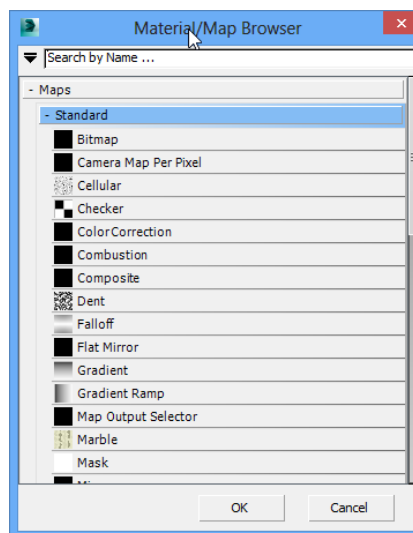 Material/Map Browser
Search by Name ...
- Maps
- Standard
Bitmap
Camera Map Per Pixel
Cellular
Checker
ColorCorrection
Combustion
Composite
Dent
Falloff
Flat Mirror
Gradient
Gradient Ramp
Map Output Selector
Marble
Mask
OK Cancel